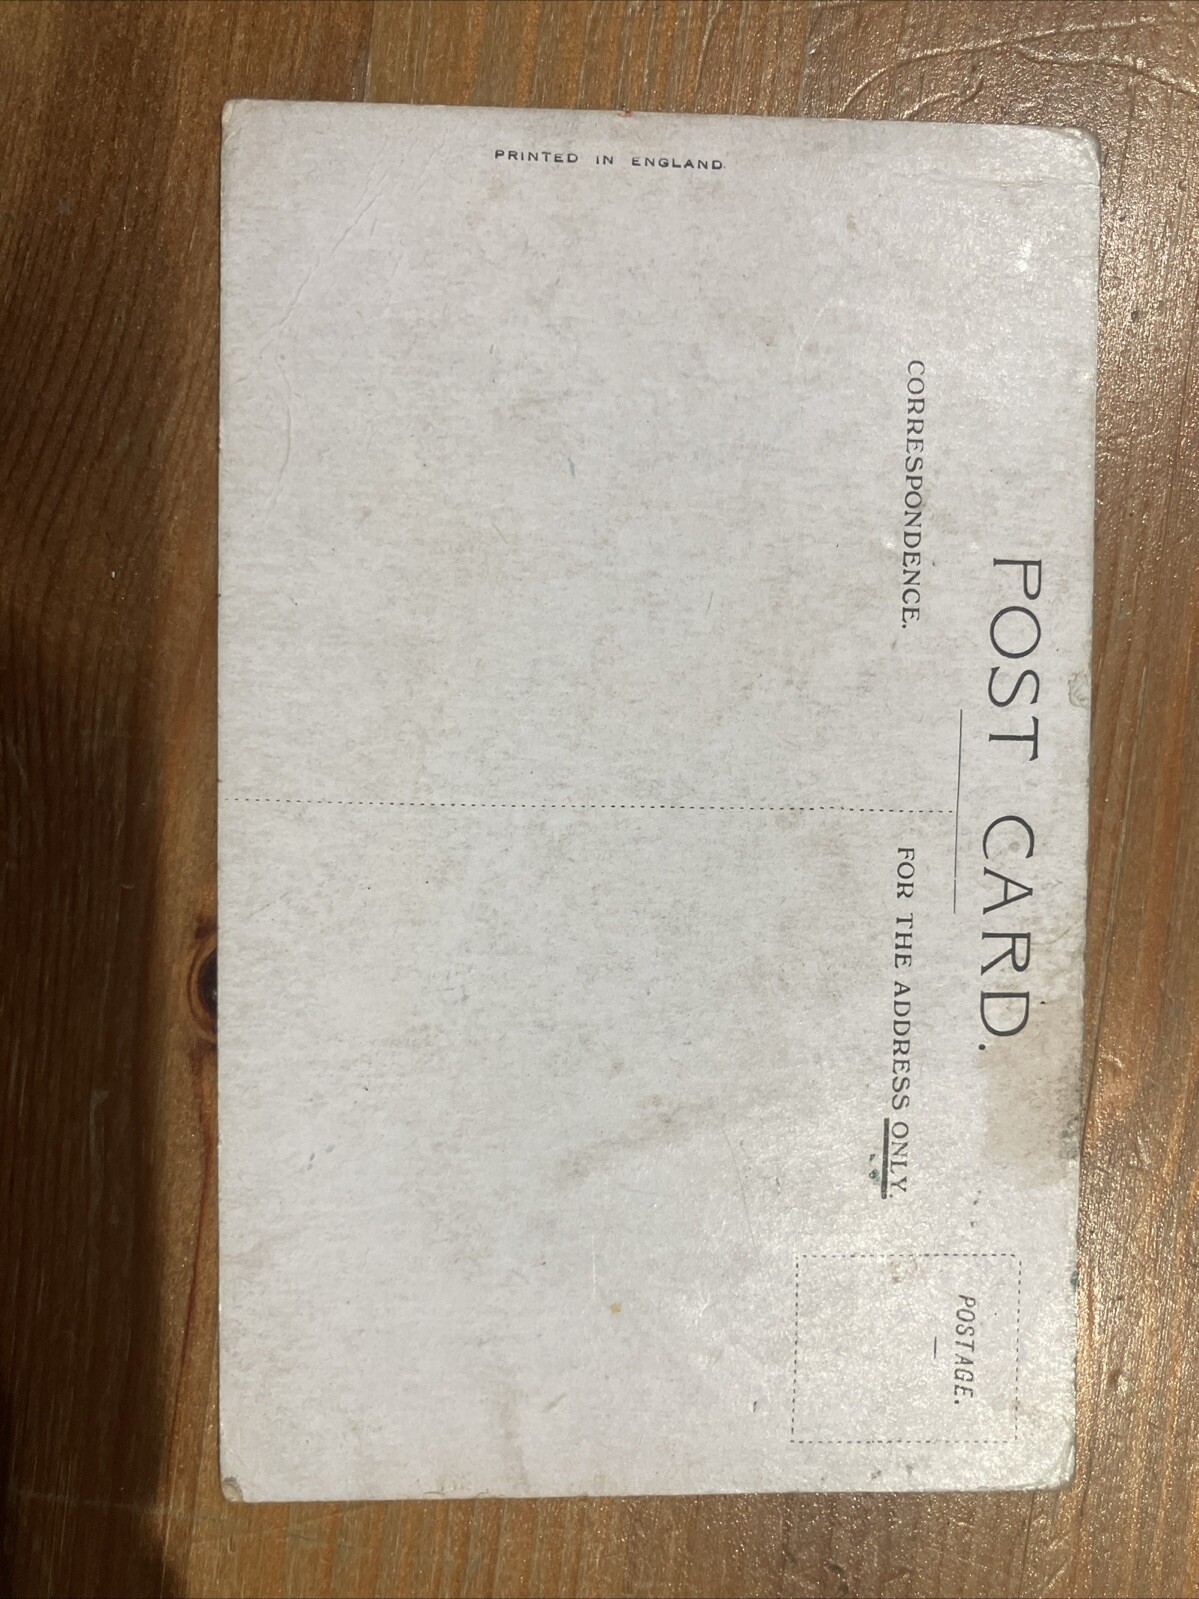 POST CARD.
CORRESPONDENCE.
FOR THE ADDRESS ONLY.
POSTAGE.
PRINTED IN ENGLAND.